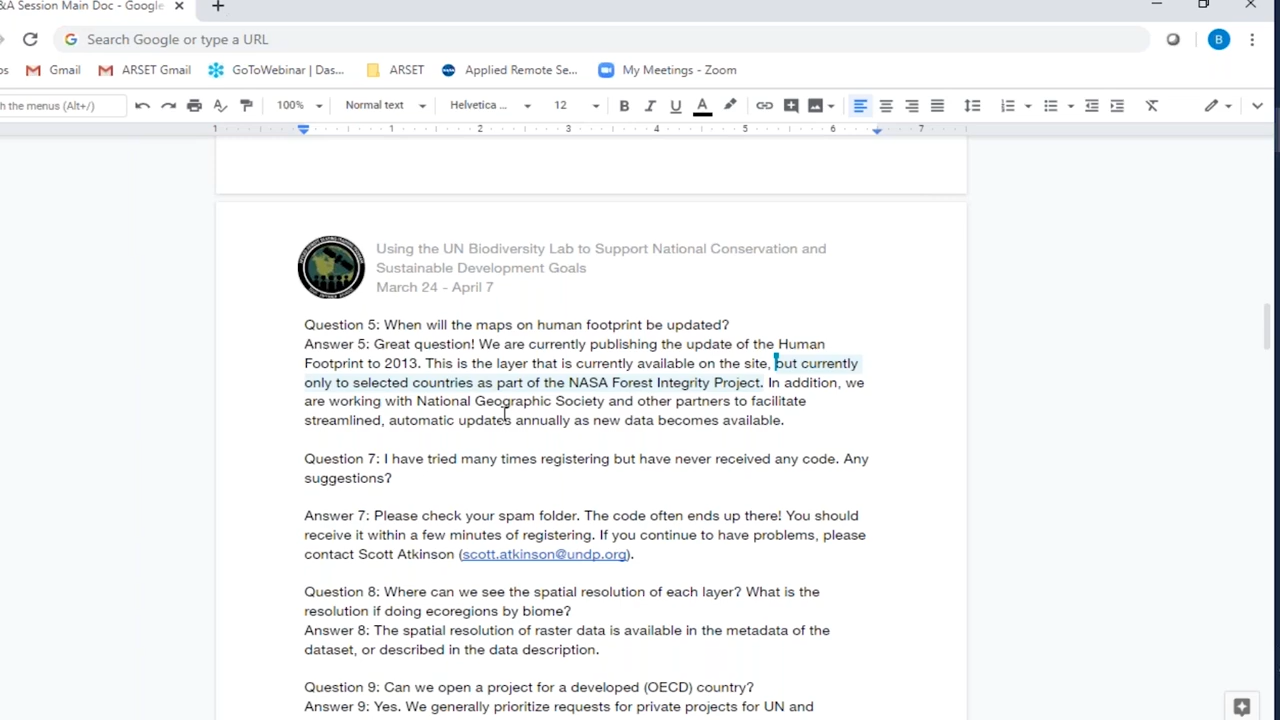 &A Session Main Doc - Google
Search Google or type a URL
ps Gmail ARSET Gmail GoToWebinar | Das... ARSET Applied Remote Se... My Meetings - Zoom
h the menus (Alt+/) 100% Normal text Helvetica ... 12 B I U A
1 1 2 3 4 5 6 7
Using the UN Biodiversity Lab to Support National Conservation and
Sustainable Development Goals
March 24 - April 7
Question 5: When will the maps on human footprint be updated?
Answer 5: Great question! We are currently publishing the update of the Human
Footprint to 2013. This is the layer that is currently available on the site, but currently
only to selected countries as part of the NASA Forest Integrity Project. In addition, we
are working with National Geographic Society and other partners to facilitate
streamlined, automatic updates annually as new data becomes available.
Question 7: I have tried many times registering but have never received any code. Any
suggestions?
Answer 7: Please check your spam folder. The code often ends up there! You should
receive it within a few minutes of registering. If you continue to have problems, please
contact Scott Atkinson (scott.atkinson@undp.org).
Question 8: Where can we see the spatial resolution of each layer? What is the
resolution if doing ecoregions by biome?
Answer 8: The spatial resolution of raster data is available in the metadata of the
dataset, or described in the data description.
Question 9: Can we open a project for a developed (OECD) country?
Answer 9: Yes. We generally prioritize requests for private projects for UN and